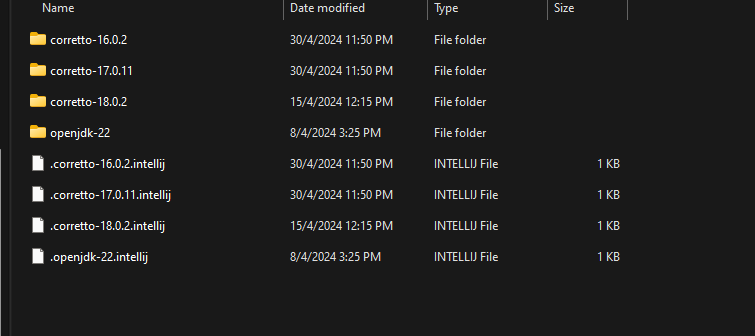 Name Date modified Type Size
corretto-16.0.2 30/4/2024 11:50 PM File folder
corretto-17.0.11 30/4/2024 11:50 PM File folder
corretto-18.0.2 15/4/2024 12:15 PM File folder
openjdk-22 8/4/2024 3:25 PM File folder
.corretto-16.0.2.intellij 30/4/2024 11:50 PM INTELLIJ File 1 KB
.corretto-17.0.11.intellij 30/4/2024 11:50 PM INTELLIJ File 1 KB
.corretto-18.0.2.intellij 15/4/2024 12:15 PM INTELLIJ File 1 KB
.openjdk-22.intellij 8/4/2024 3:25 PM INTELLIJ File 1 KB